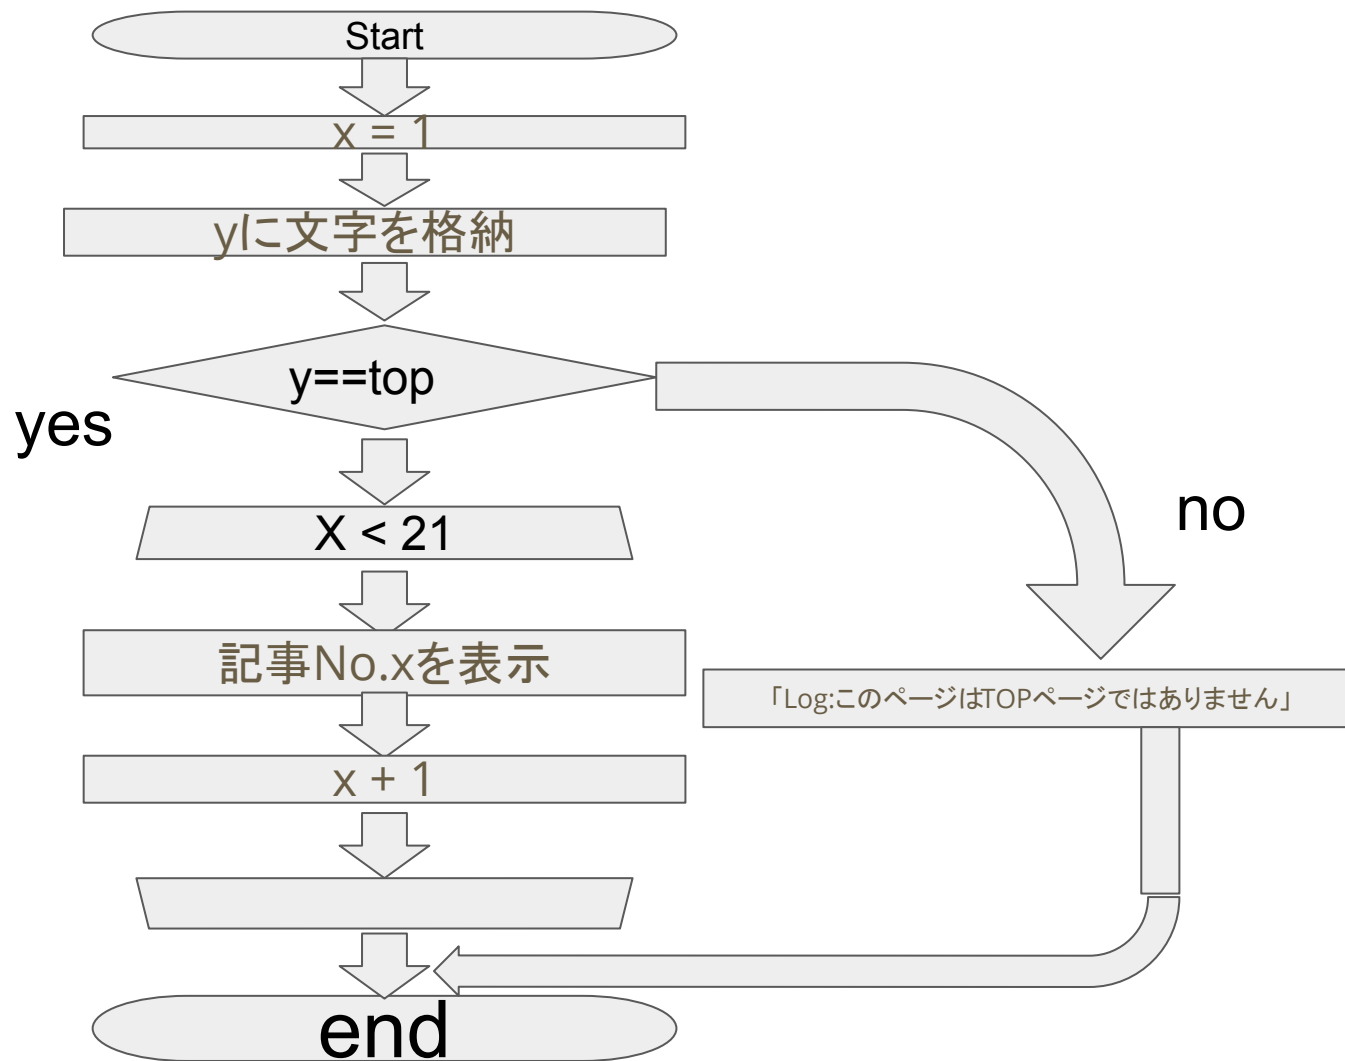 Start
x = 1
yに文字を格納
y==top
yes
no
X < 21
記事No.xを表示
「Log:このページはTOPページではありません」
x + 1
end